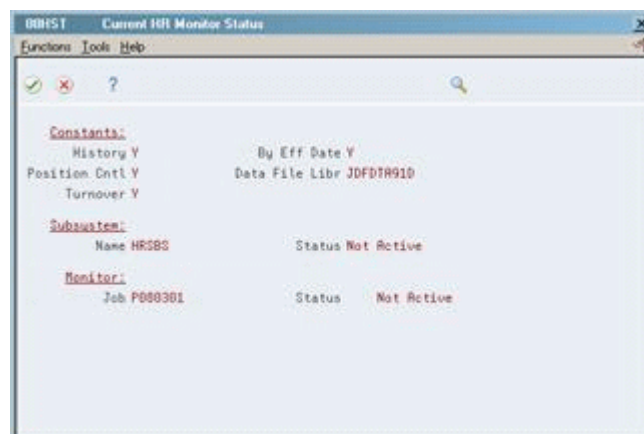 08HST Current HR Monitor Status
Functions Tools Help
?
Constants:
History Y By Eff Date Y
Position Cntl Y Data File Libr JDFDTA91D
Turnover Y
Subsystem:
Name HRSBS Status Not Active
Monitor:
Job P080301 Status Not Active